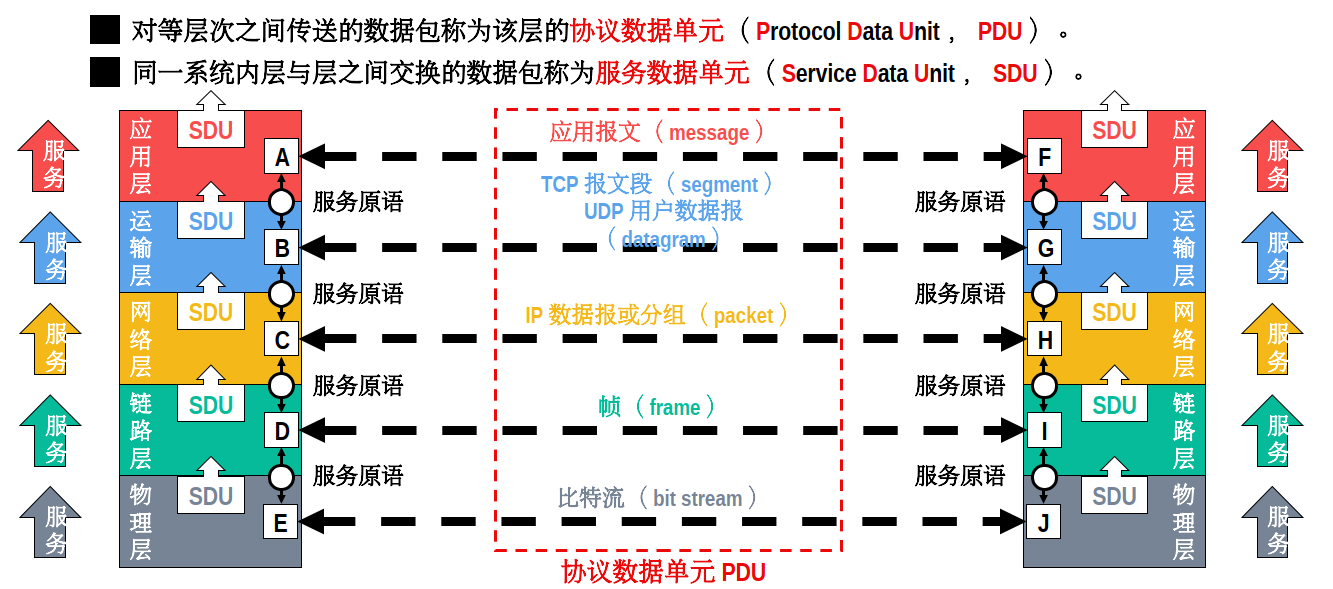 对等层次之间传送的数据包称为该层的协议数据单元（Protocol Data Unit，PDU）。
同一系统内层与层之间交换的数据包称为服务数据单元（Service Data Unit，SDU）。
服务
应用层
SDU
A
应用报文（message）
F
SDU
应用层
服务
服务原语
TCP 报文段（segment）
服务原语
服务
运输层
SDU
B
UDP 用户数据报
（datagram）
G
SDU
运输层
服务
服务原语
服务原语
服务
网络层
SDU
C
IP 数据报或分组（packet）
H
SDU
网络层
服务
服务原语
服务原语
服务
链路层
SDU
D
帧（frame）
I
SDU
链路层
服务
服务原语
服务原语
服务
物理层
SDU
E
比特流（bit stream）
J
SDU
物理层
服务
协议数据单元 PDU